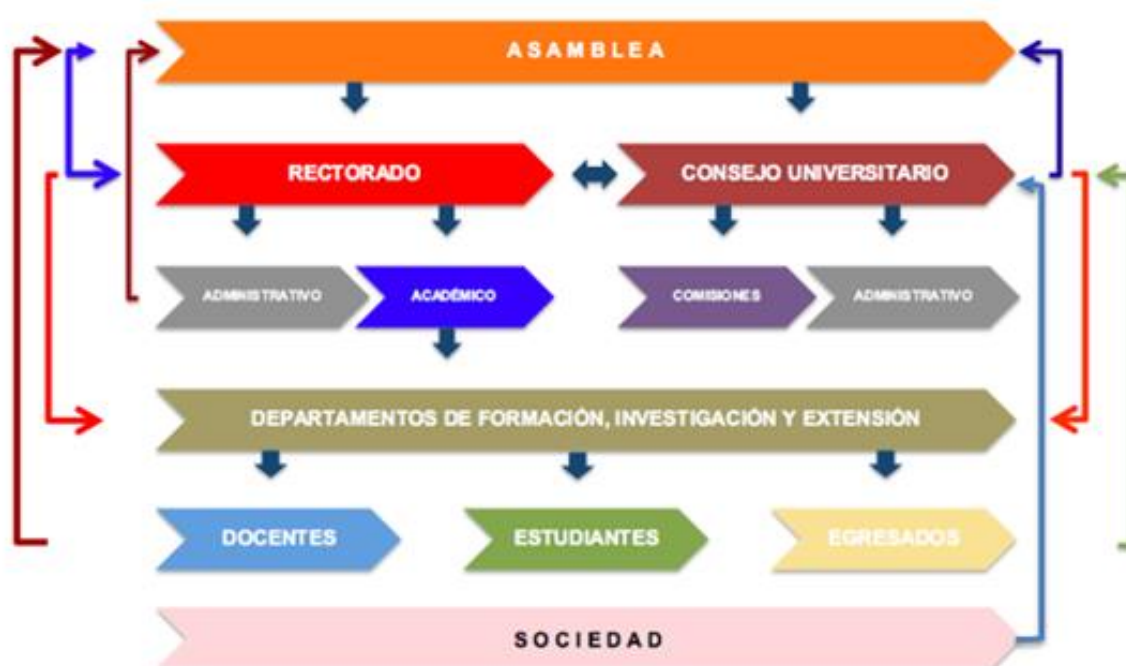 ASAMBLEA
RECTORADO
CONSEJO UNIVERSITARIO
ADMINISTRATIVO
ACADÉMICO
COMISIONES
ADMINISTRATIVO
DEPARTAMENTOS DE FORMACIÓN, INVESTIGACIÓN Y EXTENSIÓN
DOCENTES
ESTUDIANTES
EGRESADOS
SOCIEDAD